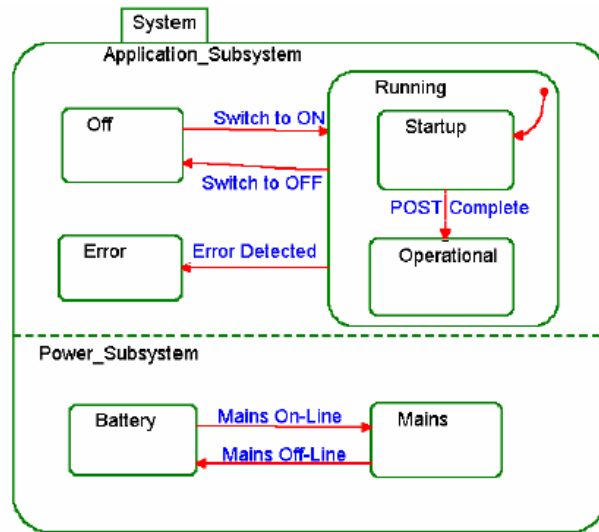 System
Application_Subsystem
Running
Off
Switch to ON
Startup
Switch to OFF
POST Complete
Error
Error Detected
Operational
Power_Subsystem
Battery
Mains On-Line
Mains
Mains Off-Line